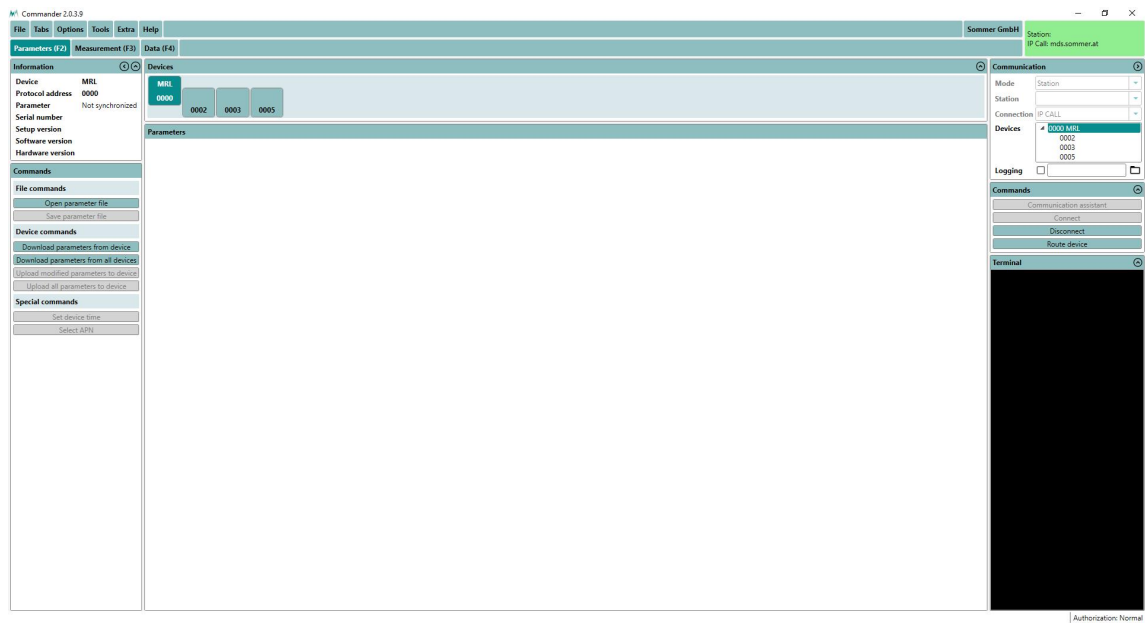 Commander 2.0.3.9
File Tabs Options Tools Extra Help
Sommer GmbH
Station:
IP Call: mds.sommer.at
Parameters (F2) Measurement (F3) Data (F4)
Information
Device MRL
Protocol address 0000
Parameter Not synchronized
Serial number
Setup version
Software version
Hardware version
Commands
File commands
Open parameter file
Save parameter file
Device commands
Download parameters from device
Download parameters from all devices
Upload modified parameters to device
Upload all parameters to device
Special commands
Set device time
Select APN
Devices
MRL
0000
0002 0003 0005
Parameters
Communication
Mode Station
Station
Connection IP CALL
Devices 0000 MRL
0002
0003
0005
Logging
Commands
Communication assistant
Connect
Disconnect
Route device
Terminal
Authorization: Normal